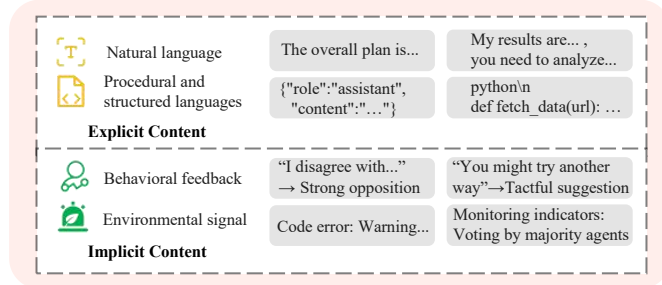 T
Natural language
The overall plan is...
My results are... ,
you need to analyze...
Procedural and
structured languages
{"role":"assistant",
"content":"…"}
python\n
def fetch_data(url): …
Explicit Content
Behavioral feedback
“I disagree with...”
→ Strong opposition
“You might try another
way”→Tactful suggestion
Environmental signal
Code error: Warning...
Monitoring indicators:
Voting by majority agents
Implicit Content